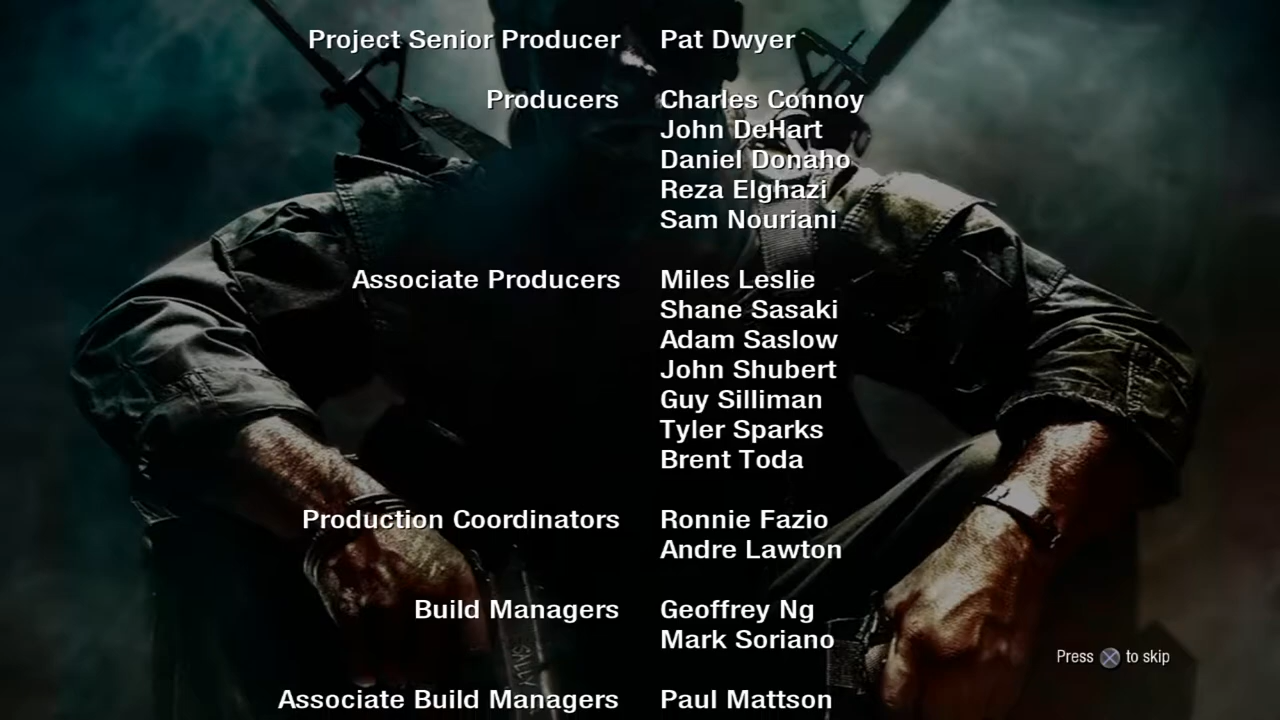 Project Senior Producer Pat Dwyer
Producers Charles Connoy
John DeHart
Daniel Donaho
Reza Elghazi
Sam Nouriani
Associate Producers Miles Leslie
Shane Sasaki
Adam Saslow
John Shubert
Guy Silliman
Tyler Sparks
Brent Toda
Production Coordinators Ronnie Fazio
Andre Lawton
Build Managers Geoffrey Ng
Mark Soriano
SALLY
Press X to skip
Associate Build Managers Paul Mattson